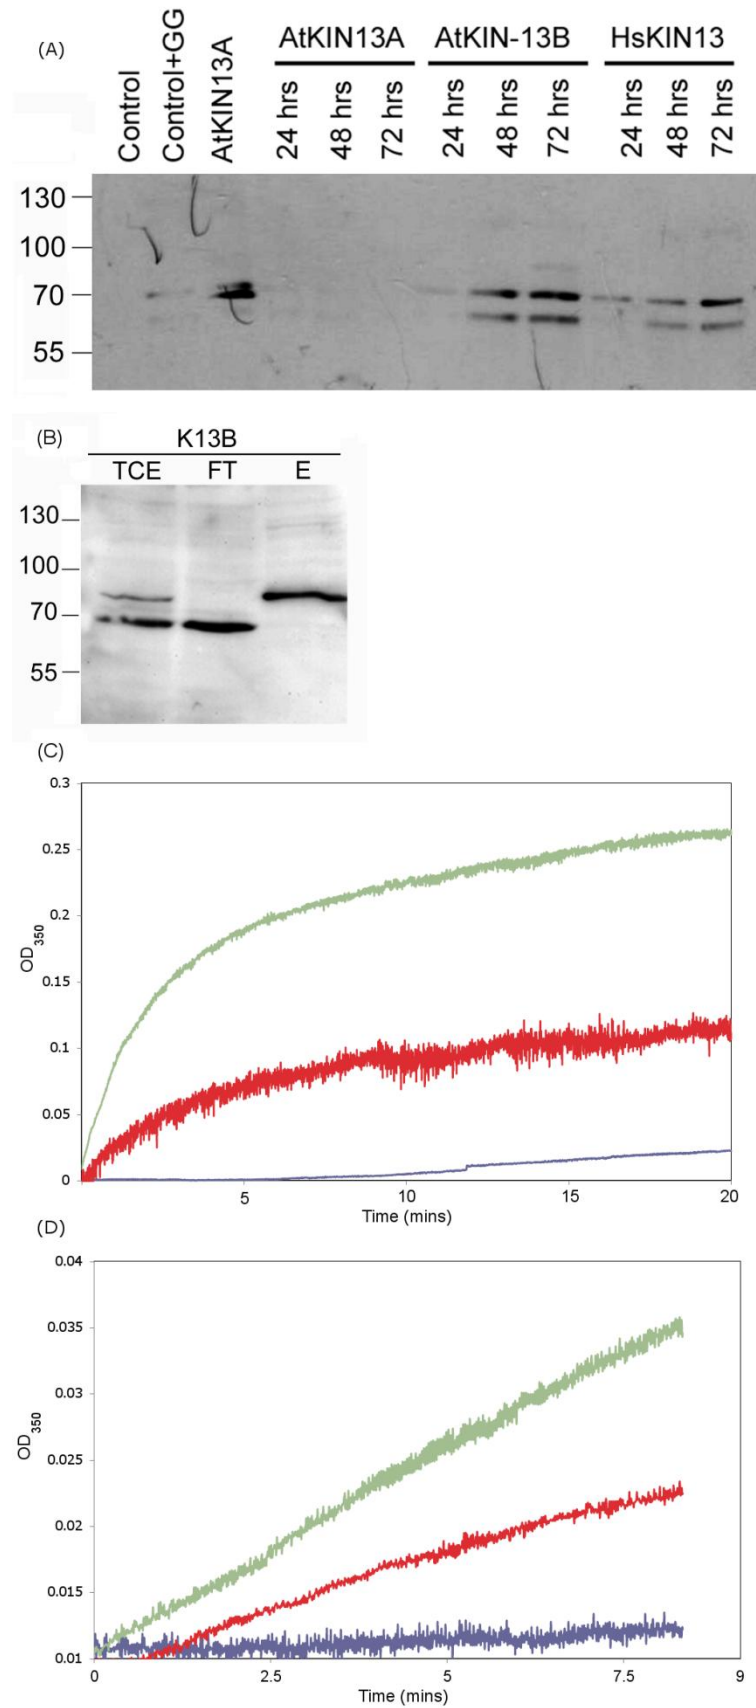 (A)
AtKIN13A AtKIN-13B HsKIN13
Control
Control+GG
AtKIN13A
24 hrs
48 hrs
72 hrs
24 hrs
48 hrs
72 hrs
24 hrs
48 hrs
72 hrs
130
100
70
55
(B)
K13B
TCE FT E
130
100
70
55
(C)
0.3
0.25
0.2
0.15
0.1
0.05
0
OD350
5 10 15 20
Time (mins)
(D)
0.04
0.035
0.03
0.025
0.02
0.015
0.01
OD350
0 2.5 5 7.5 9
Time (mins)